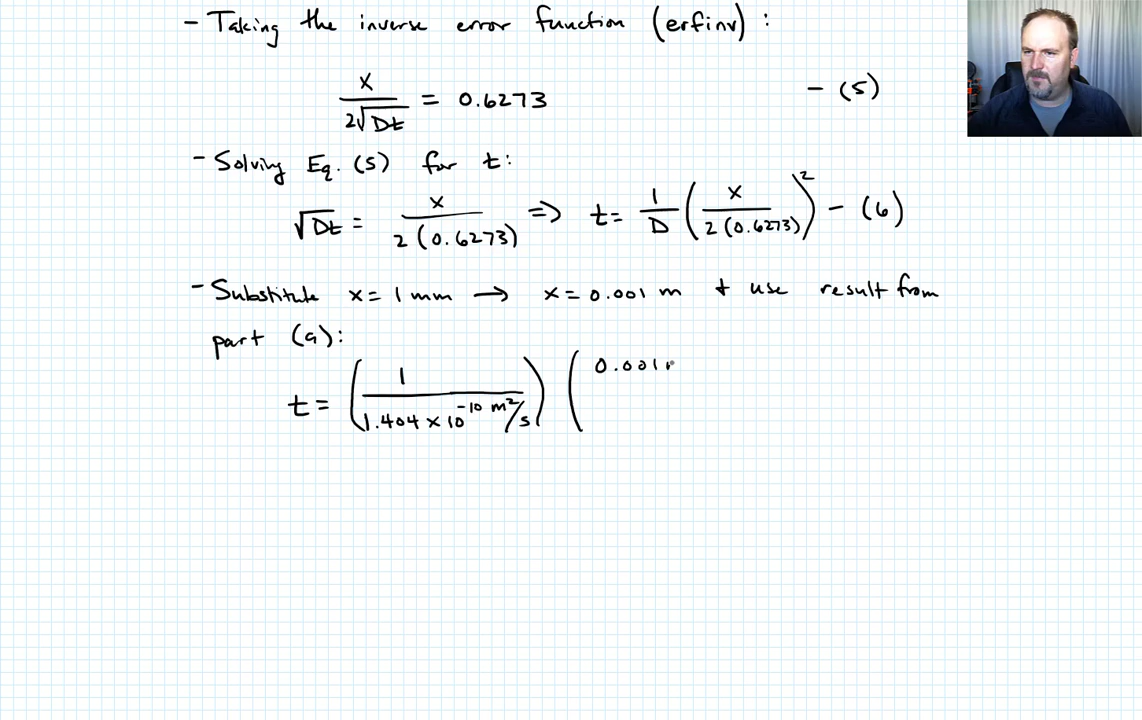 - Taking the inverse error function (erfinv):
x / 2√Dt = 0.6273 - (5)
- Solving Eq. (5) for t:
√Dt = x / 2(0.6273) => t = 1/D (x / 2(0.6273))² - (6)
- Substitute x = 1 mm → x = 0.001 m + use result from
part (a):
t = (1 / 1.404 x 10⁻¹⁰ m²/s) (0.001